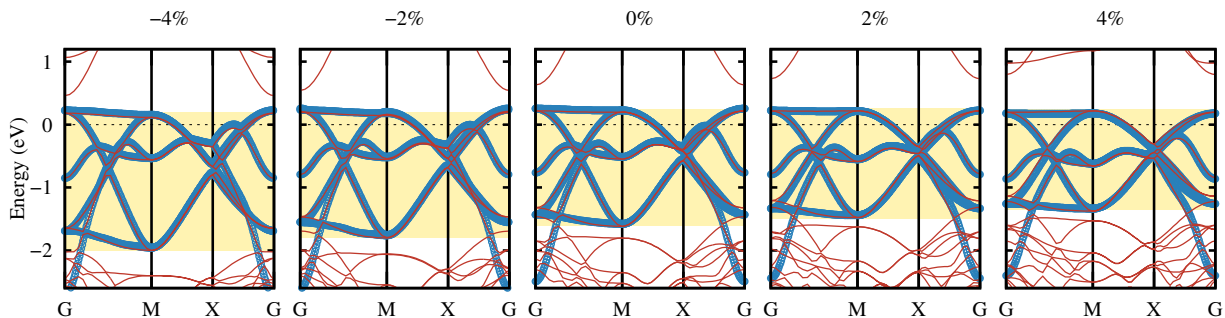 −4%
−2%
0%
2%
4%
Energy (eV)
1
0
−1
−2
G M X G
G M X G
G M X G
G M X G
G M X G